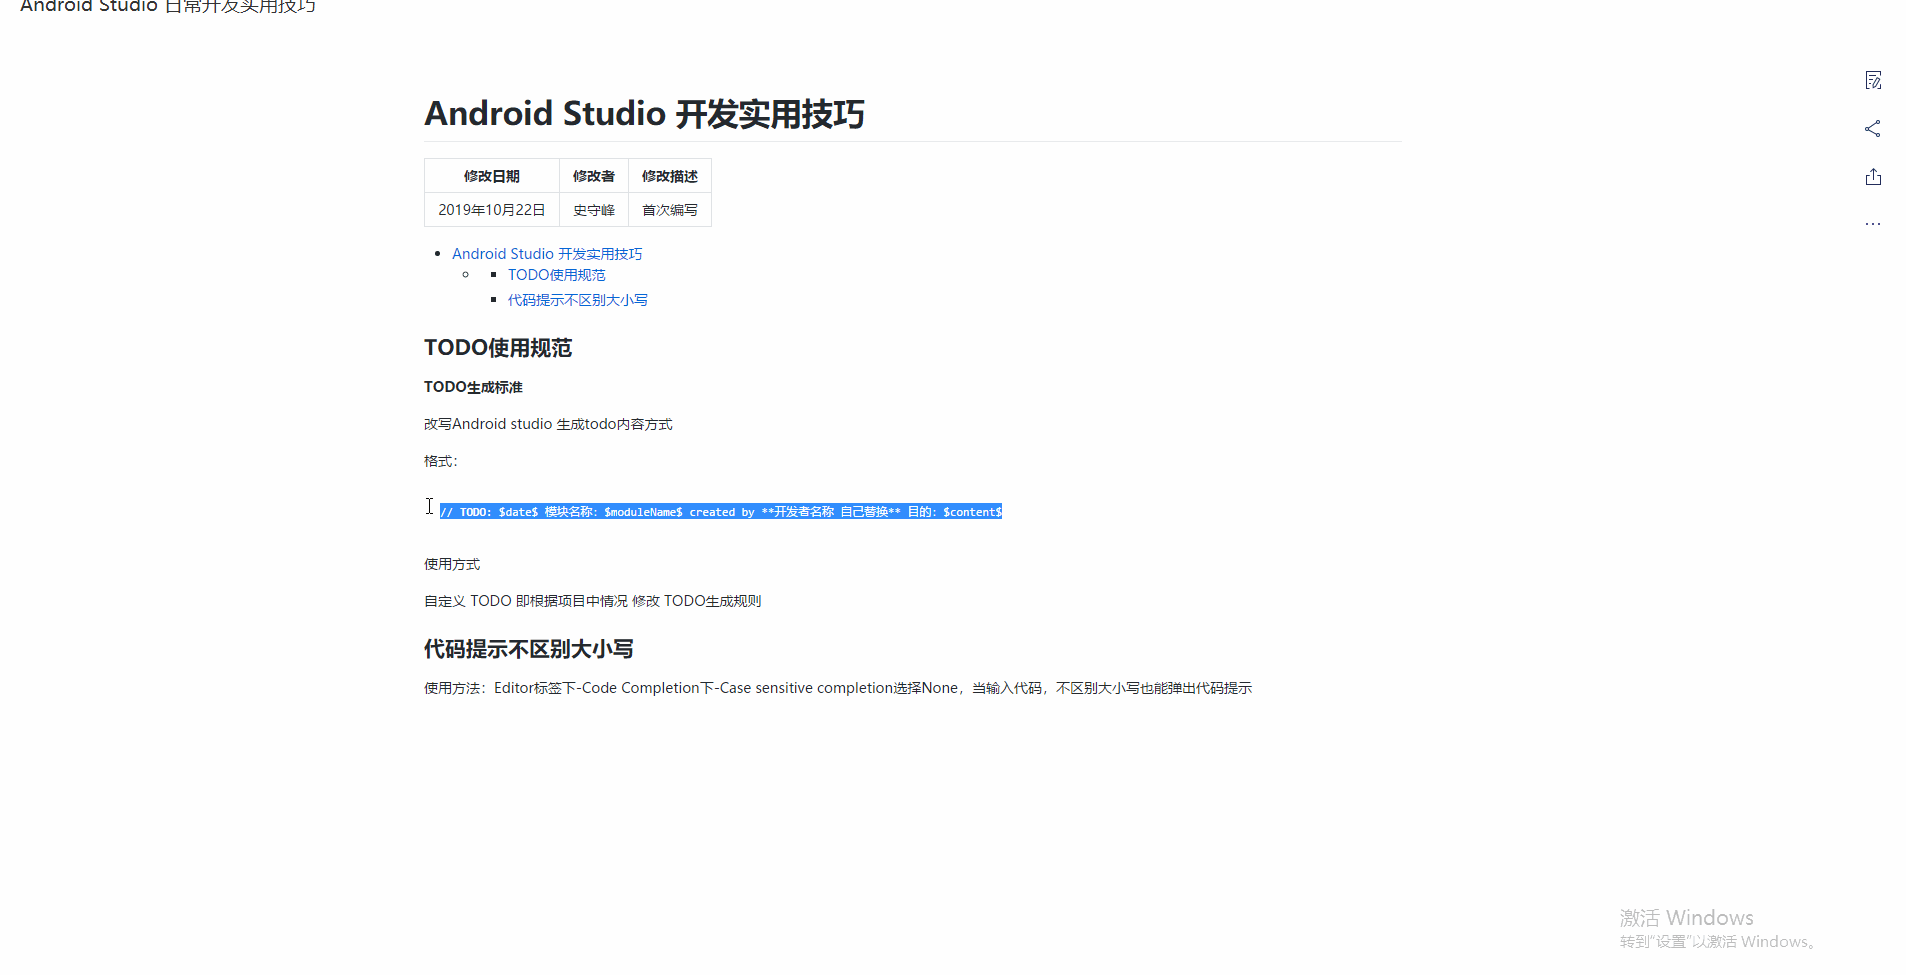 Android Studio 日常开发实用技巧
Android Studio 开发实用技巧
修改日期 修改者 修改描述
2019年10月22日 史守峰 首次编写
Android Studio 开发实用技巧
TODO使用规范
代码提示不区别大小写
TODO使用规范
TODO生成标准
改写Android studio 生成todo内容方式
格式：
// TODO: $date$ 模块名称: $moduleName$ created by **开发者名称 自己替换** 目的: $content$
使用方式
自定义 TODO 即根据项目中情况 修改 TODO生成规则
代码提示不区别大小写
使用方法：Editor标签下-Code Completion下-Case sensitive completion选择None，当输入代码，不区别大小写也能弹出代码提示
激活 Windows
转到"设置"以激活 Windows。